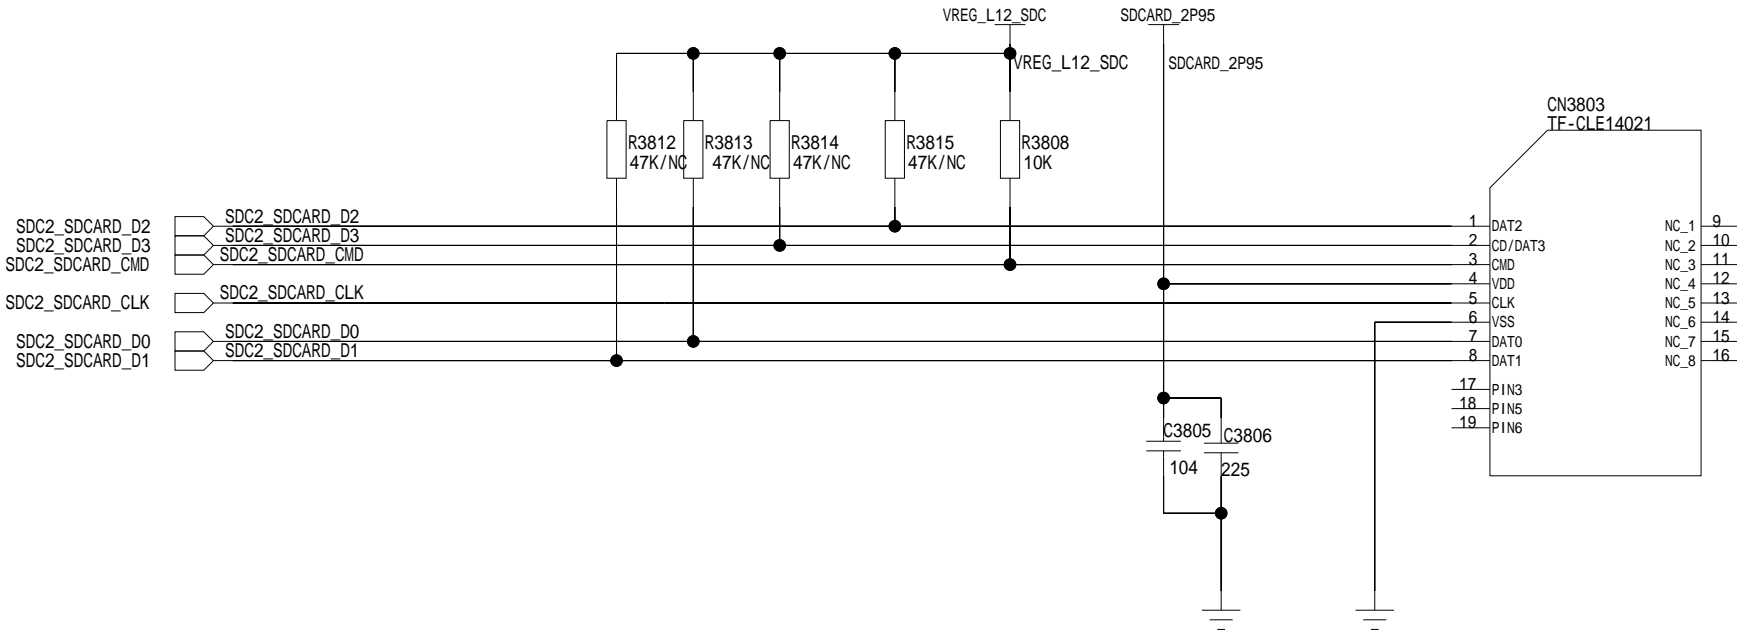 VREG_L12_SDC
SDCARD_2P95
VREG_L12_SDC
SDCARD_2P95
CN3803
TF-CLE14021
R3812
47K/NC
R3813
47K/NC
R3814
47K/NC
R3815
47K/NC
R3808
10K
SDC2_SDCARD_D2
SDC2_SDCARD_D2
1
DAT2
NC_1
9
SDC2_SDCARD_D3
SDC2_SDCARD_D3
2
CD/DAT3
NC_2
10
SDC2_SDCARD_CMD
SDC2_SDCARD_CMD
3
CMD
NC_3
11
4
VDD
NC_4
12
SDC2_SDCARD_CLK
SDC2_SDCARD_CLK
5
CLK
NC_5
13
6
VSS
NC_6
14
SDC2_SDCARD_D0
SDC2_SDCARD_D0
7
DAT0
NC_7
15
SDC2_SDCARD_D1
SDC2_SDCARD_D1
8
DAT1
NC_8
16
17
PIN3
18
PIN5
19
PIN6
C3805
104
C3806
225